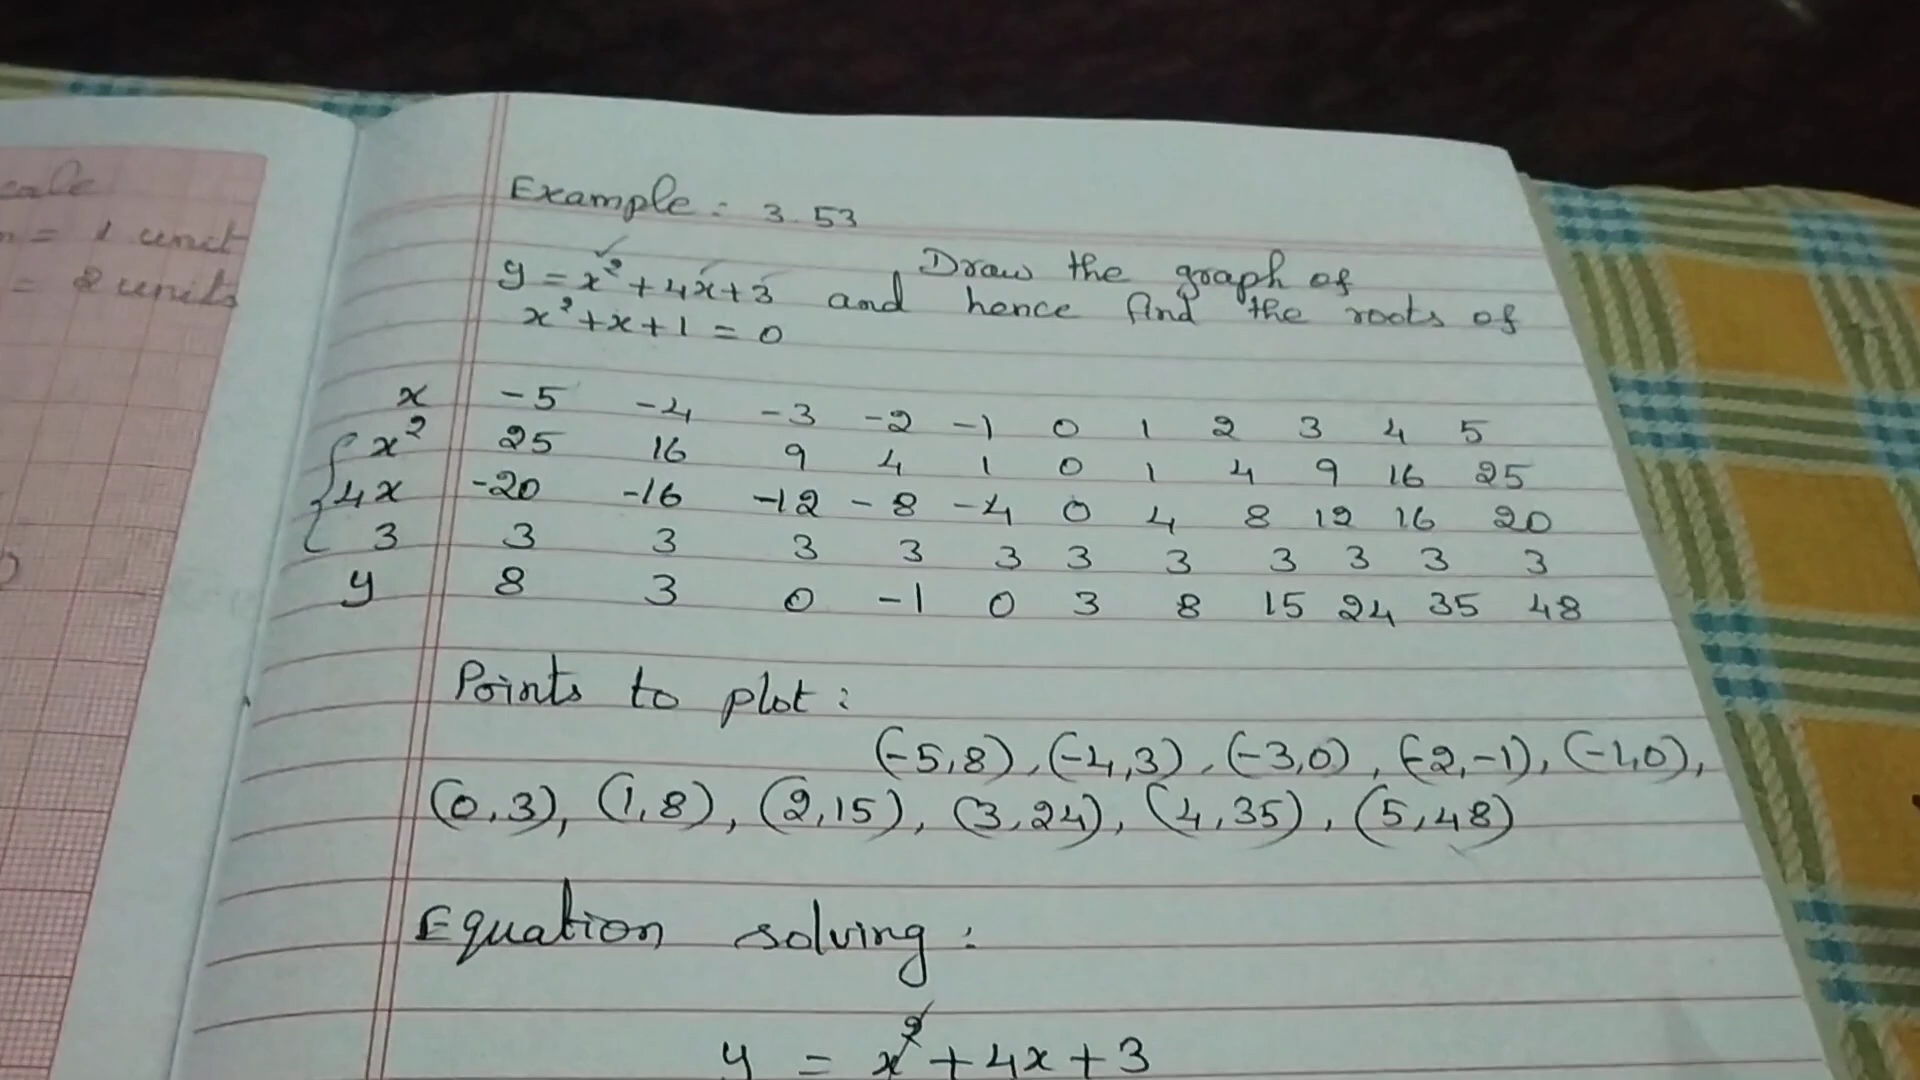 cale
= 1 unit
= 2 units
Example: 3.53
Draw the graph of
y = x² + 4x + 3 and hence find the roots of
x² + x + 1 = 0
x -5 -4 -3 -2 -1 0 1 2 3 4 5
x² 25 16 9 4 1 0 1 4 9 16 25
4x -20 -16 -12 -8 -4 0 4 8 12 16 20
3 3 3 3 3 3 3 3 3 3 3 3
y 8 3 0 -1 0 3 8 15 24 35 48
Points to plot:
(-5,8), (-4,3), (-3,0), (-2,-1), (-1,0),
(0,3), (1,8), (2,15), (3,24), (4,35), (5,48)
Equation solving:
y = x² + 4x + 3